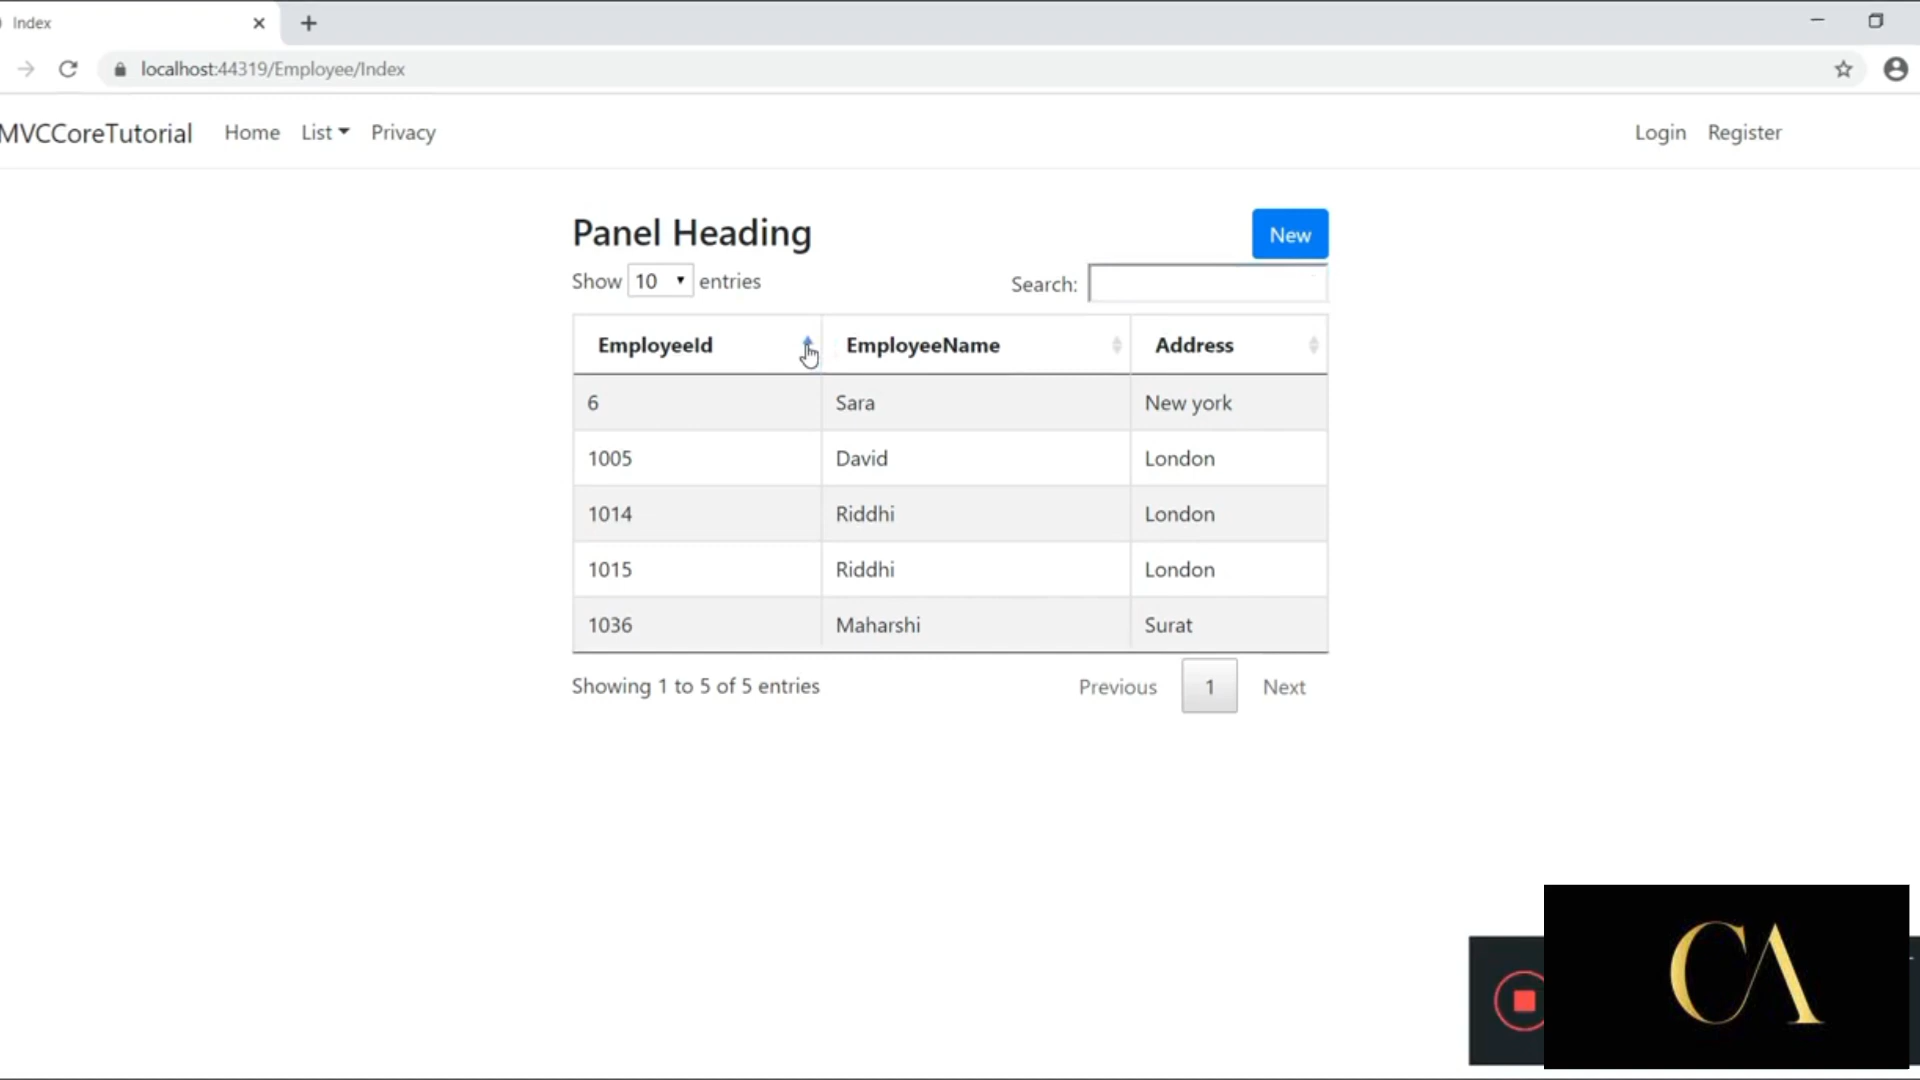 Index
localhost:44319/Employee/Index
MVCCoreTutorial Home List Privacy Login Register
Panel Heading New
Show 10 entries Search:
EmployeeId EmployeeName Address
6 Sara New york
1005 David London
1014 Riddhi London
1015 Riddhi London
1036 Maharshi Surat
Showing 1 to 5 of 5 entries Previous 1 Next
CA